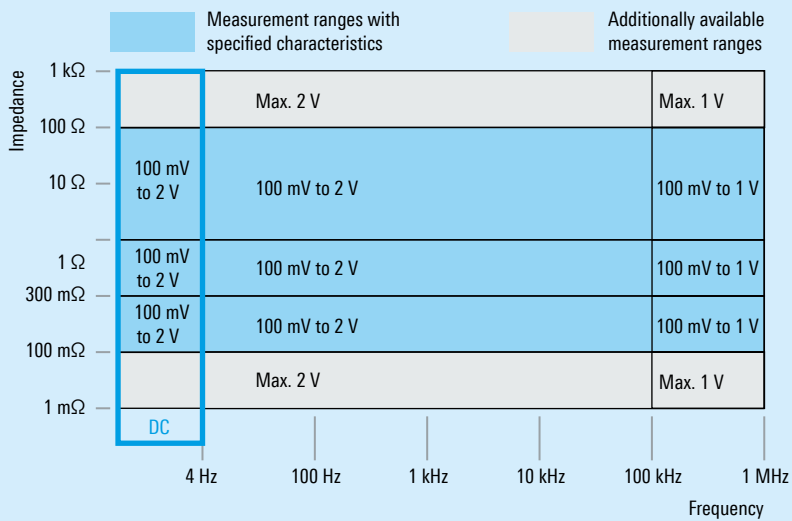 Measurement ranges with
specified characteristics
Additionally available
measurement ranges
Impedance
1 kΩ
Max. 2 V
Max. 1 V
100 Ω
100 mV
to 2 V
10 Ω
100 mV to 2 V
100 mV to 1 V
1 Ω
100 mV
to 2 V
100 mV to 2 V
100 mV to 1 V
300 mΩ
100 mV
to 2 V
100 mV to 2 V
100 mV to 1 V
100 mΩ
Max. 2 V
Max. 1 V
1 mΩ
DC
4 Hz
100 Hz
1 kHz
10 kHz
100 kHz
1 MHz
Frequency